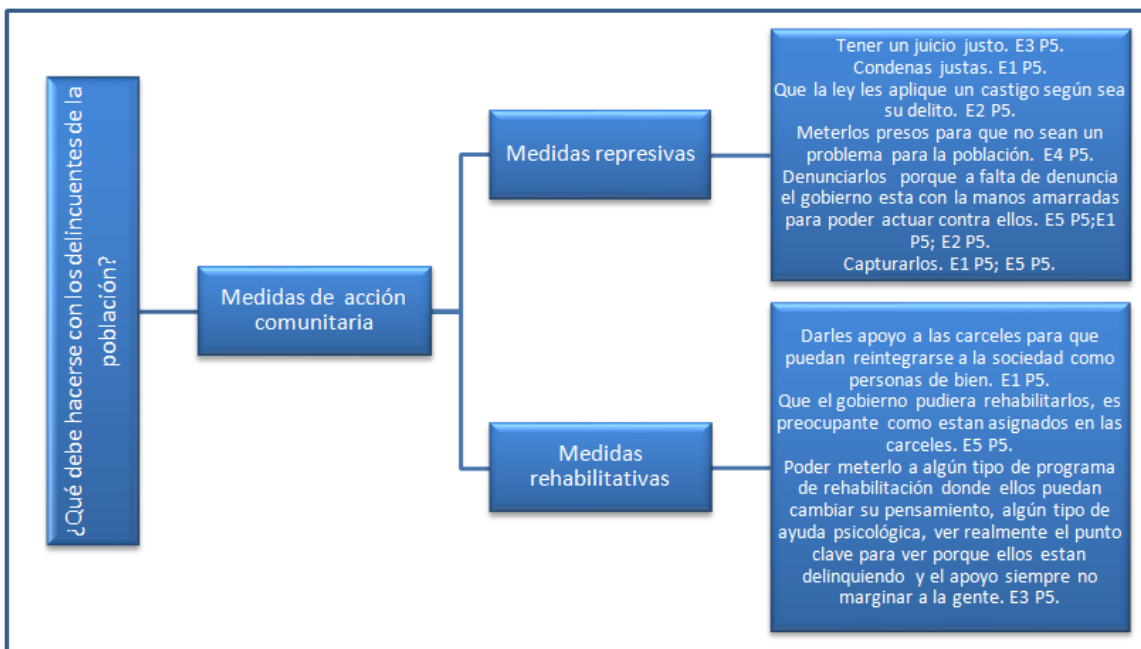 ¿Qué debe hacerse con los delincuentes de la
población?
Medidas de acción
comunitaria
Medidas represivas
Tener un juicio justo. E3 P5.
Condenas justas. E1 P5.
Que la ley les aplique un castigo según sea
su delito. E2 P5.
Meterlos presos para que no sean un
problema para la población. E4 P5.
Denunciarlos porque a falta de denuncia
el gobierno esta con la manos amarradas
para poder actuar contra ellos. E5 P5;E1
P5; E2 P5.
Capturarlos. E1 P5; E5 P5.
Medidas
rehabilitativas
Darles apoyo a las carceles para que
puedan reintegrarse a la sociedad como
personas de bien. E1 P5.
Que el gobierno pudiera rehabilitarlos, es
preocupante como estan asignados en las
carceles. E5 P5.
Poder meterlo a algún tipo de programa
de rehabilitación donde ellos puedan
cambiar su pensamiento, algún tipo de
ayuda psicológica, ver realmente el punto
clave para ver porque ellos estan
delinquiendo y el apoyo siempre no
marginar a la gente. E3 P5.